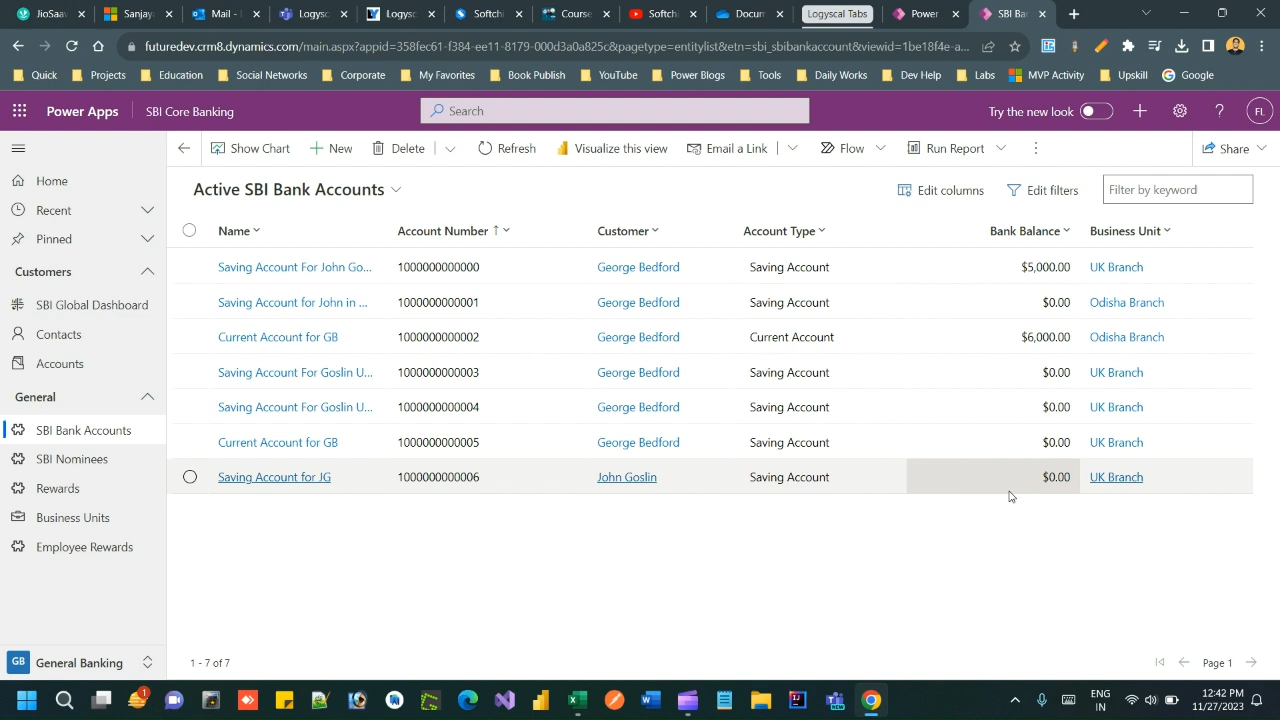 JioSaav
Sanjaya
Mail -
Logysc
Logysc
Softchi
(Course
Softchi
Docum
Logyscal Tabs
Power
SBI Ban
futuredev.crm8.dynamics.com/main.aspx?appid=358fec61-f384-ee11-8179-000d3a0a825c&pagetype=entitylist&etn=sbi_sbibankaccount&viewid=1be18f4e-a...
Quick
Projects
Education
Social Networks
Corporate
My Favorites
Book Publish
YouTube
Power Blogs
Tools
Daily Works
Dev Help
Labs
MVP Activity
Upskill
Google
Power Apps
SBI Core Banking
Search
Try the new look
FL
Show Chart
New
Delete
Refresh
Visualize this view
Email a Link
Flow
Run Report
Share
Home
Recent
Pinned
Customers
SBI Global Dashboard
Contacts
Accounts
General
SBI Bank Accounts
SBI Nominees
Rewards
Business Units
Employee Rewards
GB General Banking
Active SBI Bank Accounts
Edit columns
Edit filters
Filter by keyword
Name Account Number ↑ Customer Account Type Bank Balance Business Unit
Saving Account For John Go... 1000000000000 George Bedford Saving Account $5,000.00 UK Branch
Saving Account for John in ... 1000000000001 George Bedford Saving Account $0.00 Odisha Branch
Current Account for GB 1000000000002 George Bedford Current Account $6,000.00 Odisha Branch
Saving Account For Goslin U... 1000000000003 George Bedford Saving Account $0.00 UK Branch
Saving Account For Goslin U... 1000000000004 George Bedford Saving Account $0.00 UK Branch
Current Account for GB 1000000000005 George Bedford Saving Account $0.00 UK Branch
Saving Account for JG 1000000000006 John Goslin Saving Account $0.00 UK Branch
1 - 7 of 7
Page 1
1
ENG
IN
12:42 PM
11/27/2023